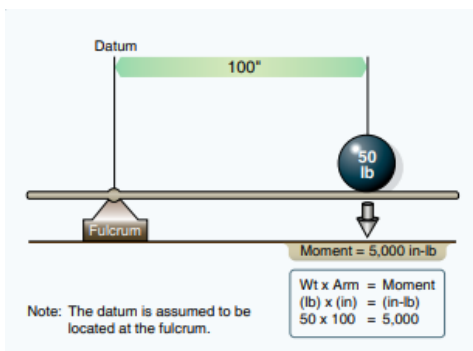 Datum
100"
50
lb
Fulcrum
Moment = 5,000 in-lb
Wt x Arm = Moment
(lb) x (in) = (in-lb)
50 x 100 = 5,000
Note: The datum is assumed to be
located at the fulcrum.